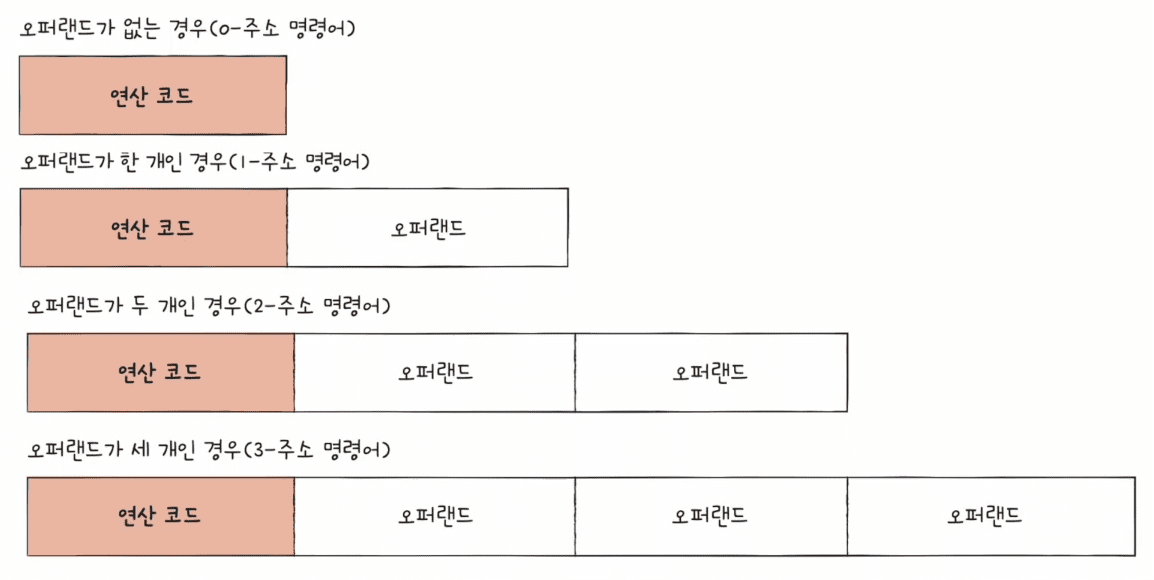 오퍼랜드가 없는 경우(0-주소 명령어)
연산 코드
오퍼랜드가 한 개인 경우(1-주소 명령어)
연산 코드 오퍼랜드
오퍼랜드가 두 개인 경우(2-주소 명령어)
연산 코드 오퍼랜드 오퍼랜드
오퍼랜드가 세 개인 경우(3-주소 명령어)
연산 코드 오퍼랜드 오퍼랜드 오퍼랜드